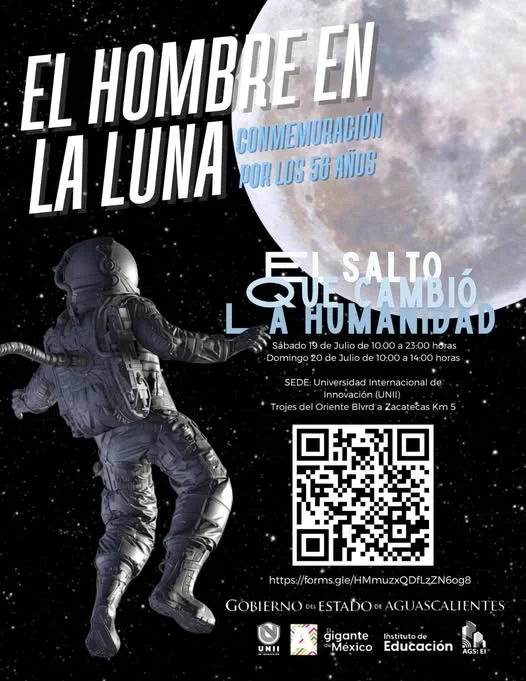 EL HOMBRE EN
LA LUNA
CONMEMORACIÓN
POR LOS 56 AÑOS
EL SALTO
QUE CAMBIÓ
LA HUMANIDAD
Sábado 19 de Julio de 10:00 a 23:00 horas
Domingo 20 de Julio de 10:00 a 14:00 horas
SEDE: Universidad Internacional de
Innovación (UNII)
Trojes del Oriente Blvrd a Zacatecas Km 5
https://forms.gle/HMmuzxQDfLzZN6og8
GOBIERNO DEL ESTADO DE AGUASCALIENTES
UNII
El
gigante
de México
Instituto de
Educación
AGS: EI